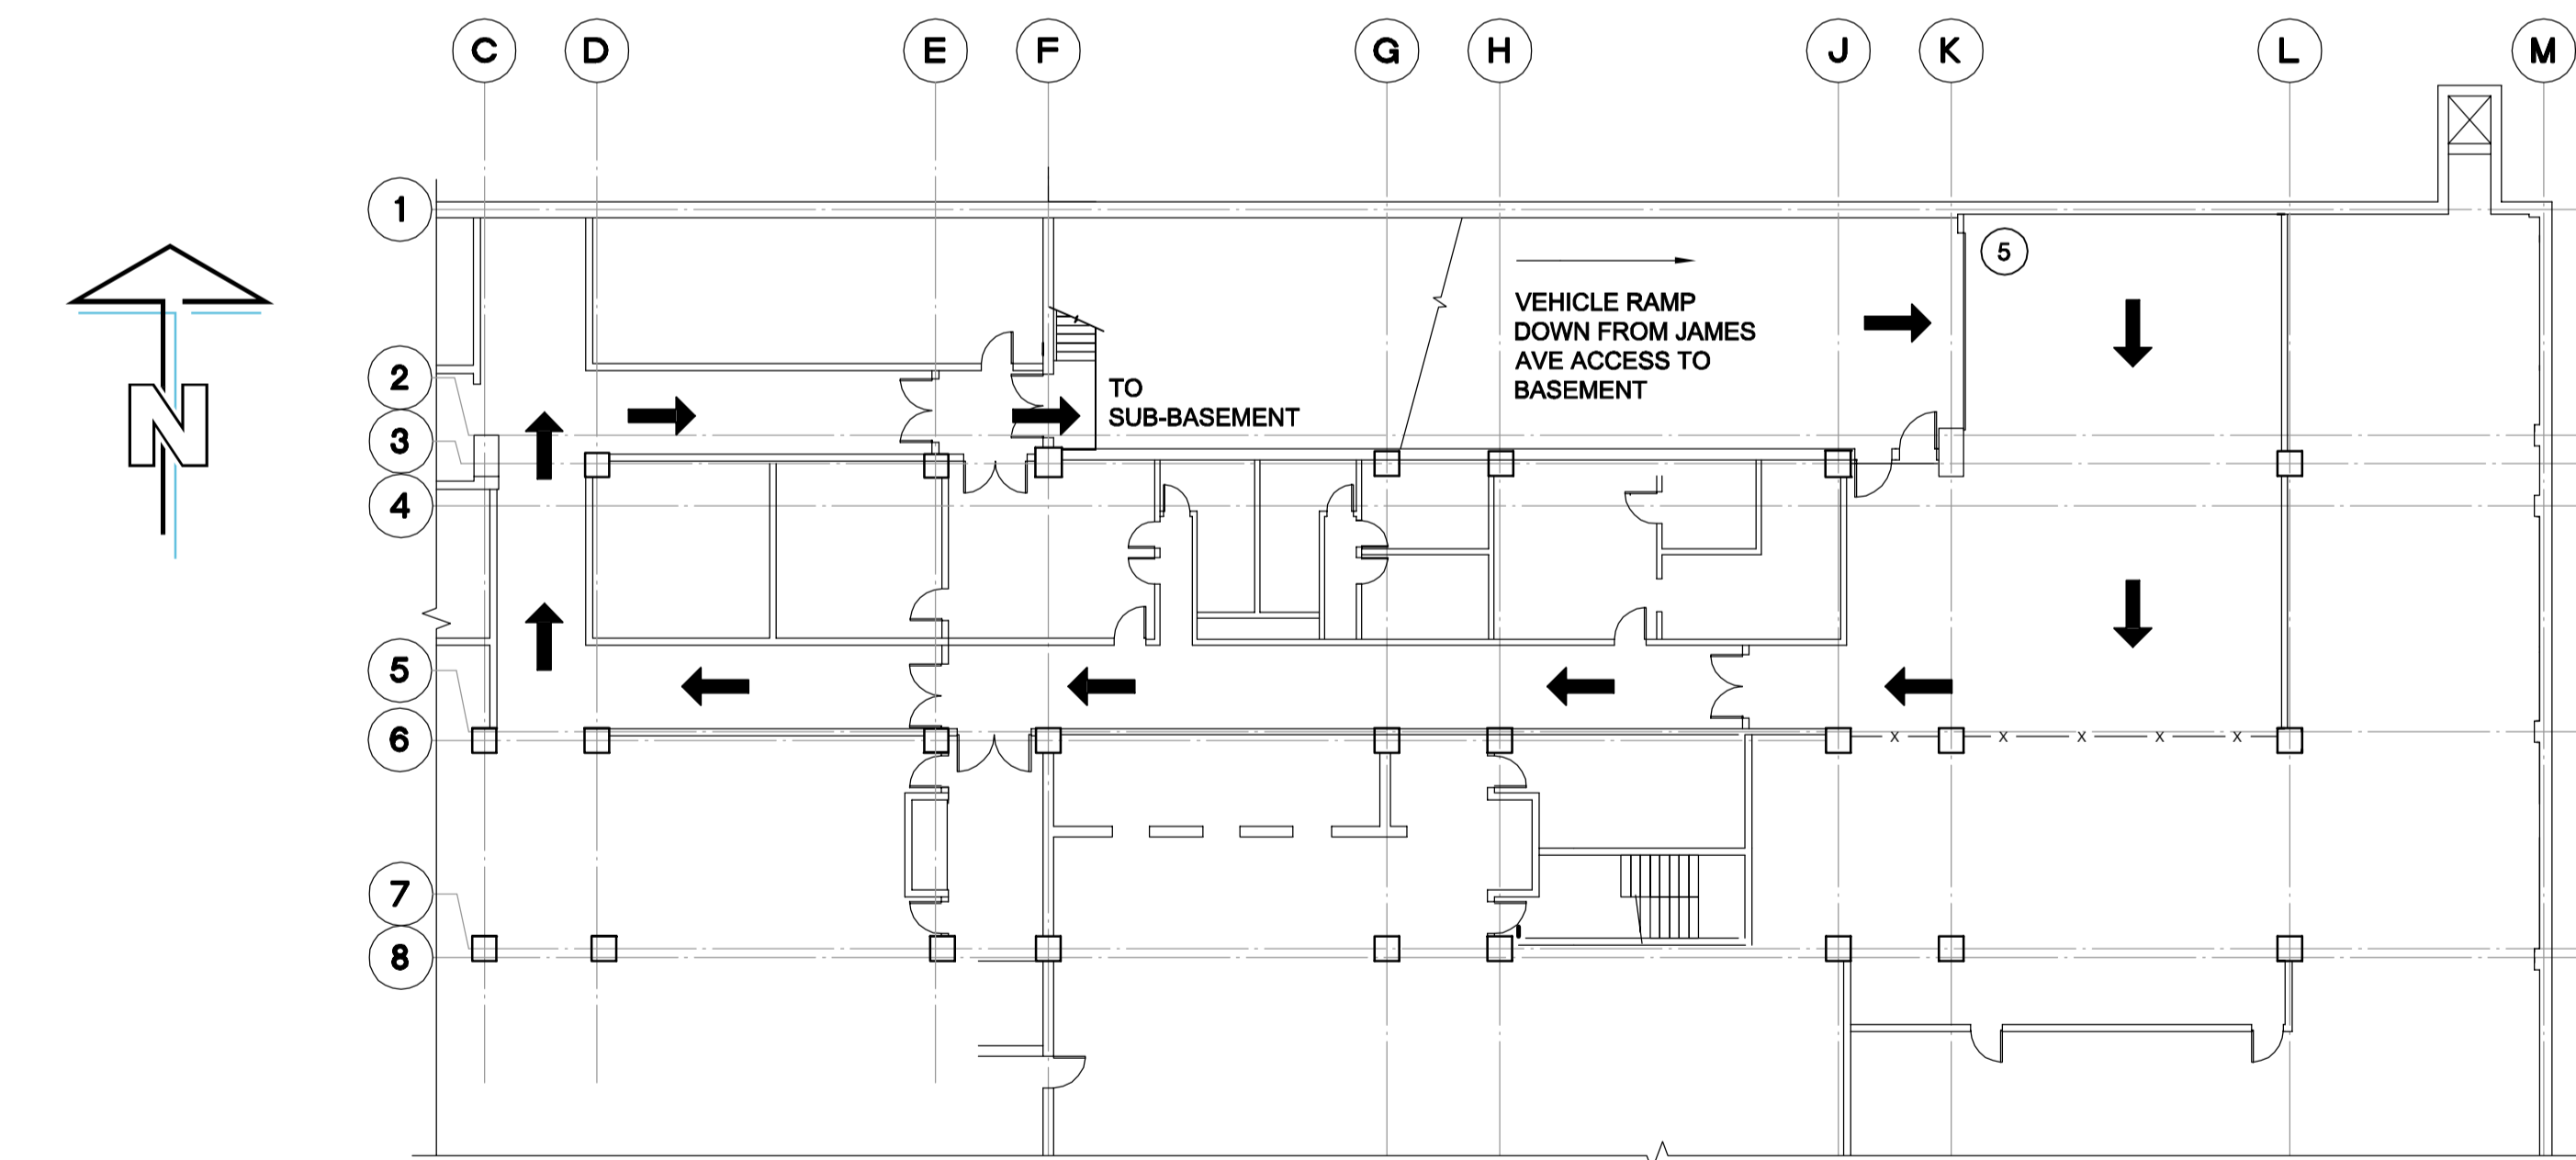 C D E F G H J K L M
1
5
VEHICLE RAMP
DOWN FROM JAMES
AVE ACCESS TO
BASEMENT
2
TO
SUB-BASEMENT
3
N
4
5
6
x x x x x
7
8